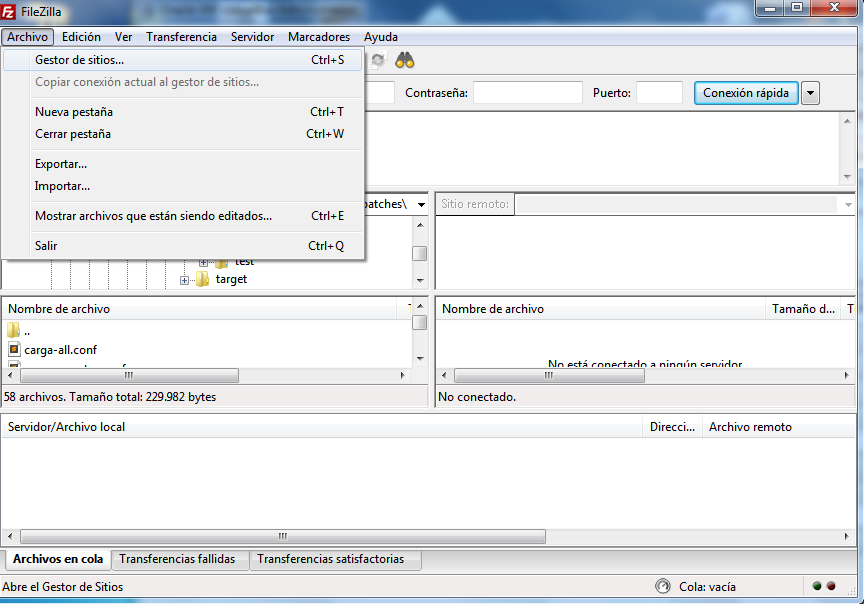 FileZilla
Archivo Edición Ver Transferencia Servidor Marcadores Ayuda
Gestor de sitios... Ctrl+S
Copiar conexión actual al gestor de sitios...
Nueva pestaña Ctrl+T
Cerrar pestaña Ctrl+W
Exportar...
Importar...
Mostrar archivos que están siendo editados... Ctrl+E
Salir Ctrl+Q
Contraseña: Puerto: Conexión rápida
Sitio remoto:
test
target
Nombre de archivo
..
carga-all.conf
58 archivos. Tamaño total: 229.982 bytes
Nombre de archivo Tamaño d... T
No está conectado a ningún servidor
No conectado.
Servidor/Archivo local Direcci... Archivo remoto
Archivos en cola Transferencias fallidas Transferencias satisfactorias
Abre el Gestor de Sitios Cola: vacía